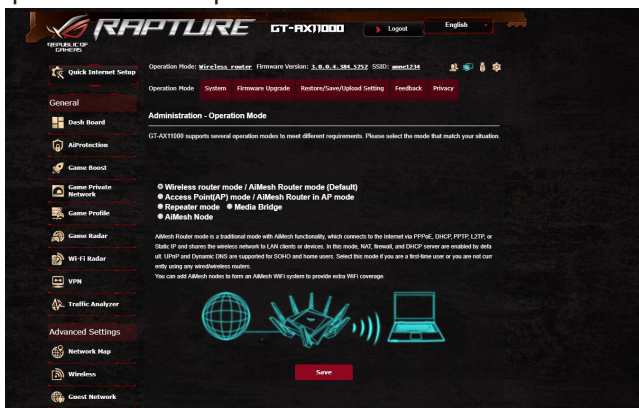 REPUBLIC OF GAMERS
RAPTURE GT-AX11000 Logout English
Quick Internet Setup
Operation Mode: Wireless router Firmware Version: 3.0.0.4.384_5252 SSID: anne1234
Operation Mode System Firmware Upgrade Restore/Save/Upload Setting Feedback Privacy
General
Dash Board
AiProtection
Game Boost
Game Private Network
Game Profile
Game Radar
Wi-Fi Radar
VPN
Traffic Analyzer
Advanced Settings
Network Map
Wireless
Guest Network
Administration - Operation Mode
GT-AX11000 supports several operation modes to meet different requirements. Please select the mode that match your situation.
Wireless router mode / AiMesh Router mode (Default)
Access Point(AP) mode / AiMesh Router in AP mode
Repeater mode Media Bridge
AiMesh Node
AiMesh Router mode is a traditional mode with AiMesh functionality, which connects to the Internet via PPPoE, DHCP, PPTP, L2TP, or
Static IP and shares the wireless network to LAN clients or devices. In this mode, NAT, firewall, and DHCP server are enabled by defa
ult. UPnP and Dynamic DNS are supported for SOHO and home users. Select this mode if you are a first-time user or you are not curr
ently using any wired/wireless routers.
You can add AiMesh nodes to form an AiMesh WiFi system to provide extra WiFi coverage.
Save